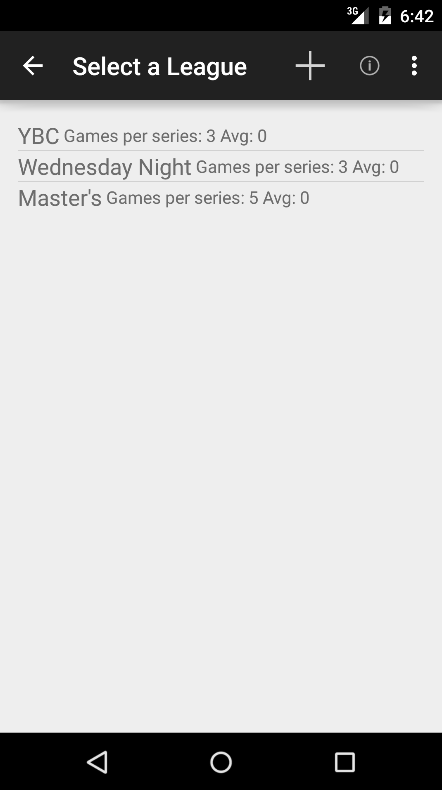 3G 6:42
Select a League
YBC Games per series: 3 Avg: 0
Wednesday Night Games per series: 3 Avg: 0
Master's Games per series: 5 Avg: 0